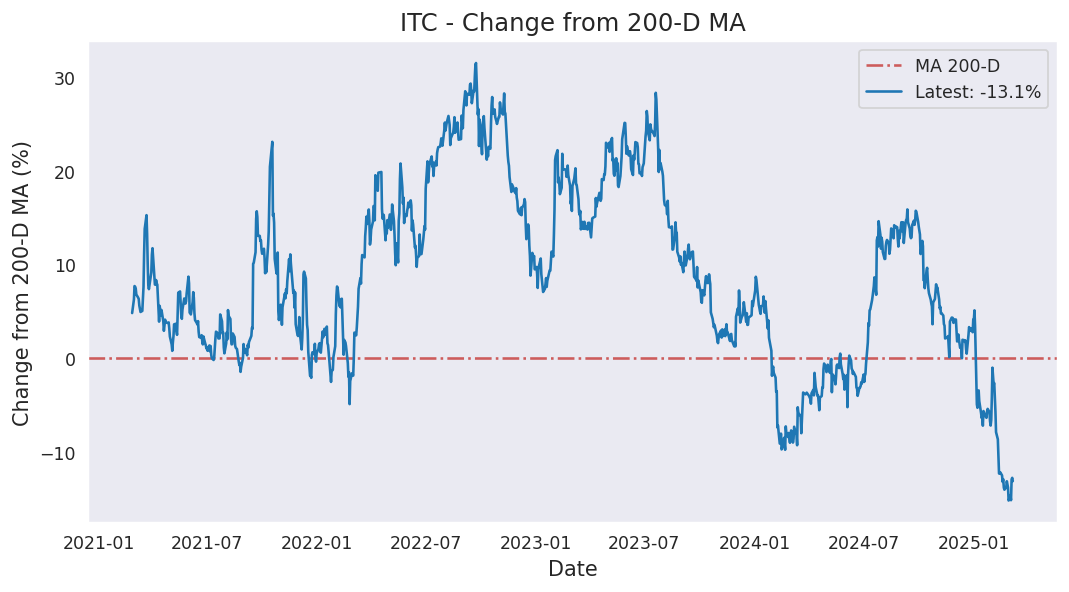 ITC - Change from 200-D MA
MA 200-D
Latest: -13.1%
Change from 200-D MA (%)
30
20
10
0
−10
2021-01 2021-07 2022-01 2022-07 2023-01 2023-07 2024-01 2024-07 2025-01
Date